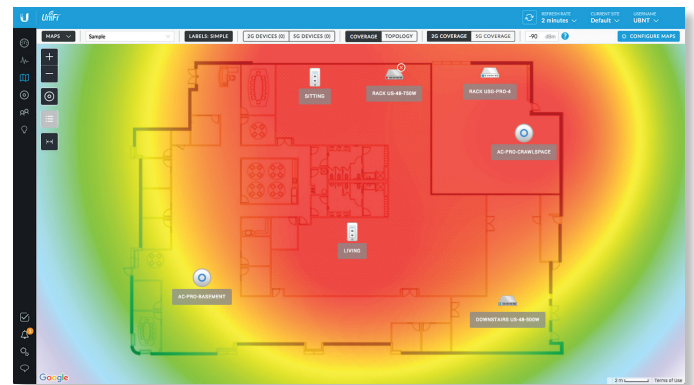 U UniFi
REFRESH RATE
2 minutes
CURRENT SITE
Default
USERNAME
UBNT
MAPS
Sample
LABELS: SIMPLE
2G DEVICES (0) 5G DEVICES (0)
COVERAGE TOPOLOGY
2G COVERAGE 5G COVERAGE
-90 dBm ?
CONFIGURE MAPS
SITTING
RACK US-48-750W
RACK USG-PRO-4
AC-PRO-CRAWLSPACE
LIVING
AC-PRO-BASEMENT
DOWNSTAIRS US-48-500W
Google
2 m
Terms of Use